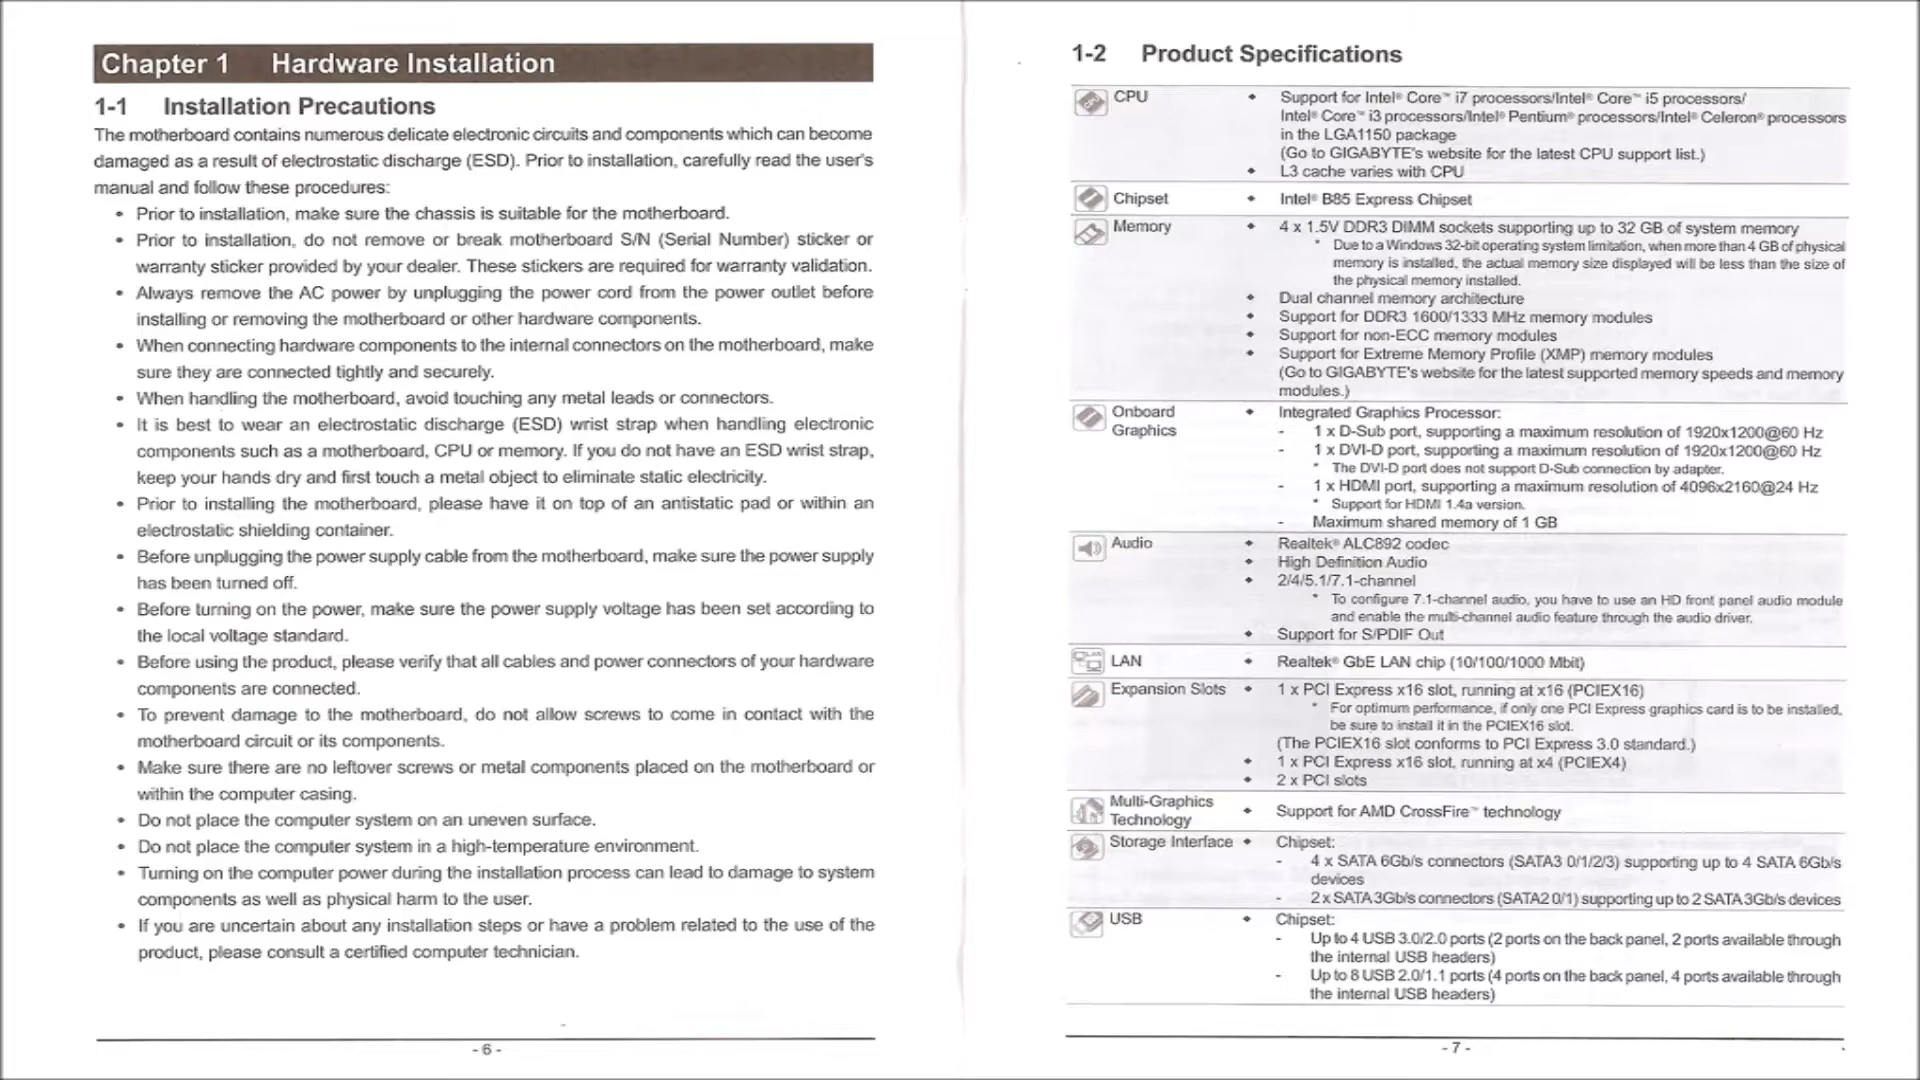 Chapter 1 Hardware Installation
1-1 Installation Precautions
The motherboard contains numerous delicate electronic circuits and components which can become
damaged as a result of electrostatic discharge (ESD). Prior to installation, carefully read the user's
manual and follow these procedures:
• Prior to installation, make sure the chassis is suitable for the motherboard.
• Prior to installation, do not remove or break motherboard S/N (Serial Number) sticker or
warranty sticker provided by your dealer. These stickers are required for warranty validation.
• Always remove the AC power by unplugging the power cord from the power outlet before
installing or removing the motherboard or other hardware components.
• When connecting hardware components to the internal connectors on the motherboard, make
sure they are connected tightly and securely.
• When handling the motherboard, avoid touching any metal leads or connectors.
• It is best to wear an electrostatic discharge (ESD) wrist strap when handling electronic
components such as a motherboard, CPU or memory. If you do not have an ESD wrist strap,
keep your hands dry and first touch a metal object to eliminate static electricity.
• Prior to installing the motherboard, please have it on top of an antistatic pad or within an
electrostatic shielding container.
• Before unplugging the power supply cable from the motherboard, make sure the power supply
has been turned off.
• Before turning on the power, make sure the power supply voltage has been set according to
the local voltage standard.
• Before using the product, please verify that all cables and power connectors of your hardware
components are connected.
• To prevent damage to the motherboard, do not allow screws to come in contact with the
motherboard circuit or its components.
• Make sure there are no leftover screws or metal components placed on the motherboard or
within the computer casing.
• Do not place the computer system on an uneven surface.
• Do not place the computer system in a high-temperature environment.
• Turning on the computer power during the installation process can lead to damage to system
components as well as physical harm to the user.
• If you are uncertain about any installation steps or have a problem related to the use of the
product, please consult a certified computer technician.
- 6 -
1-2 Product Specifications
CPU ◆ Support for Intel® Core™ i7 processors/Intel® Core™ i5 processors/
Intel® Core™ i3 processors/Intel® Pentium® processors/Intel® Celeron® processors
in the LGA1150 package
(Go to GIGABYTE's website for the latest CPU support list.)
◆ L3 cache varies with CPU
Chipset ◆ Intel® B85 Express Chipset
Memory ◆ 4 x 1.5V DDR3 DIMM sockets supporting up to 32 GB of system memory
* Due to a Windows 32-bit operating system limitation, when more than 4 GB of physical
memory is installed, the actual memory size displayed will be less than the size of
the physical memory installed.
◆ Dual channel memory architecture
◆ Support for DDR3 1600/1333 MHz memory modules
◆ Support for non-ECC memory modules
◆ Support for Extreme Memory Profile (XMP) memory modules
(Go to GIGABYTE's website for the latest supported memory speeds and memory
modules.)
Onboard Graphics ◆ Integrated Graphics Processor:
- 1 x D-Sub port, supporting a maximum resolution of 1920x1200@60 Hz
- 1 x DVI-D port, supporting a maximum resolution of 1920x1200@60 Hz
* The DVI-D port does not support D-Sub connection by adapter.
- 1 x HDMI port, supporting a maximum resolution of 4096x2160@24 Hz
* Support for HDMI 1.4a version.
- Maximum shared memory of 1 GB
Audio ◆ Realtek® ALC892 codec
◆ High Definition Audio
◆ 2/4/5.1/7.1-channel
* To configure 7.1-channel audio, you have to use an HD front panel audio module
and enable the multi-channel audio feature through the audio driver.
◆ Support for S/PDIF Out
LAN ◆ Realtek® GbE LAN chip (10/100/1000 Mbit)
Expansion Slots ◆ 1 x PCI Express x16 slot, running at x16 (PCIEX16)
* For optimum performance, if only one PCI Express graphics card is to be installed,
be sure to install it in the PCIEX16 slot.
(The PCIEX16 slot conforms to PCI Express 3.0 standard.)
◆ 1 x PCI Express x16 slot, running at x4 (PCIEX4)
◆ 2 x PCI slots
Multi-Graphics Technology ◆ Support for AMD CrossFire™ technology
Storage Interface ◆ Chipset:
- 4 x SATA 6Gb/s connectors (SATA3 0/1/2/3) supporting up to 4 SATA 6Gb/s
devices
- 2 x SATA 3Gb/s connectors (SATA2 0/1) supporting up to 2 SATA 3Gb/s devices
USB ◆ Chipset:
- Up to 4 USB 3.0/2.0 ports (2 ports on the back panel, 2 ports available through
the internal USB headers)
- Up to 8 USB 2.0/1.1 ports (4 ports on the back panel, 4 ports available through
the internal USB headers)
- 7 -